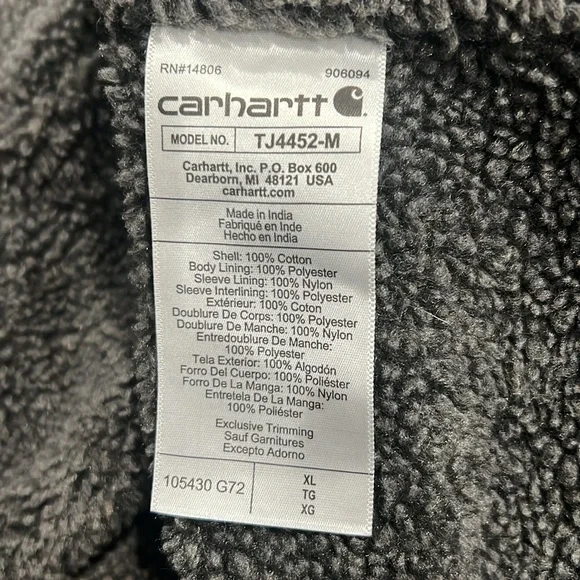 RN#14806 906094
carhartt
MODEL NO. TJ4452-M
Carhartt, Inc. P.O. Box 600
Dearborn, MI 48121 USA
carhartt.com
Made in India
Fabriqué en Inde
Hecho en India
Shell: 100% Cotton
Body Lining: 100% Polyester
Sleeve Lining: 100% Nylon
Sleeve Interlining: 100% Polyester
Extérieur: 100% Coton
Doublure De Corps: 100% Polyester
Doublure De Manche: 100% Nylon
Entredoublure De Manche:
100% Polyester
Tela Exterior: 100% Algodón
Forro Del Cuerpo: 100% Poliéster
Forro De La Manga: 100% Nylon
Entretela De La Manga:
100% Poliéster
Exclusive Trimming
Sauf Garnitures
Excepto Adorno
105430 G72
XL
TG
XG